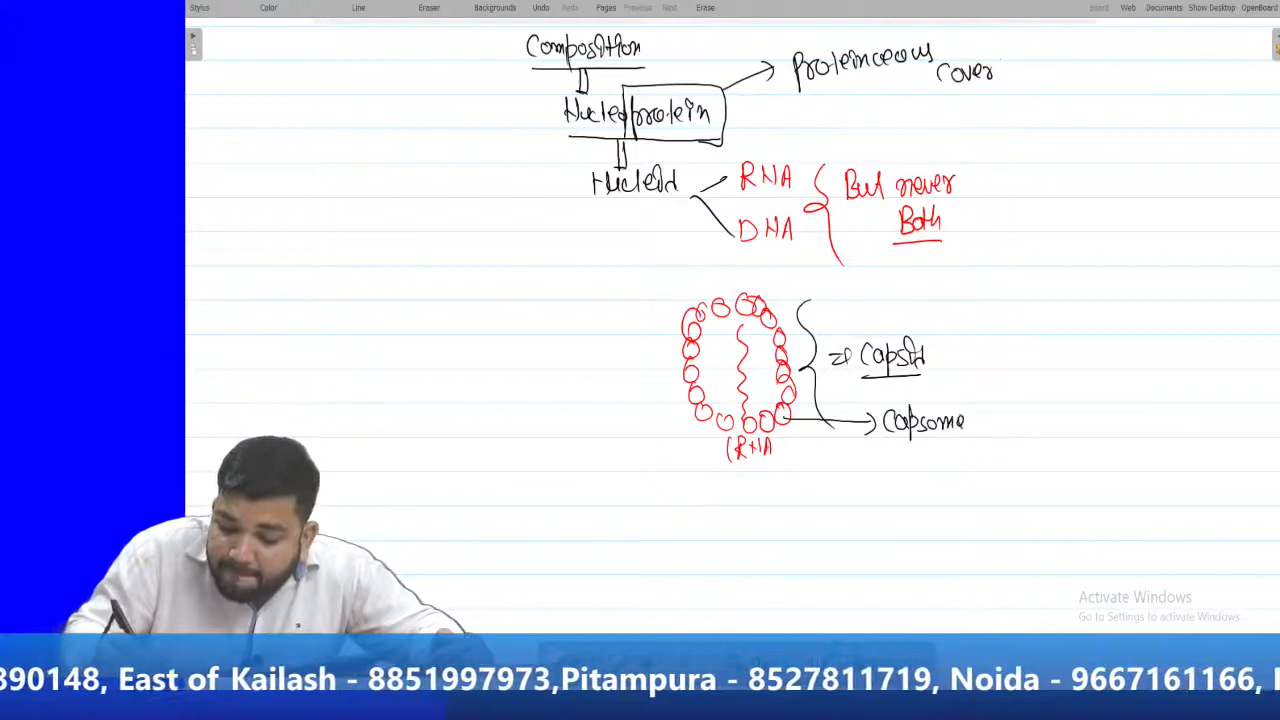 Stylus Color Line Eraser Backgrounds Undo Redo Pages Previous Next Erase Board Web Documents Show Desktop OpenBoard
Composition
Nucleoprotein → Proteinceous
cover
Nucleoid
RNA
DNA
But never
Both
⇒ Capsid
→ Capsome
(RNA
Activate Windows
Go to Settings to activate Windows.
390148, East of Kailash - 8851997973,Pitampura - 8527811719, Noida - 9667161166,